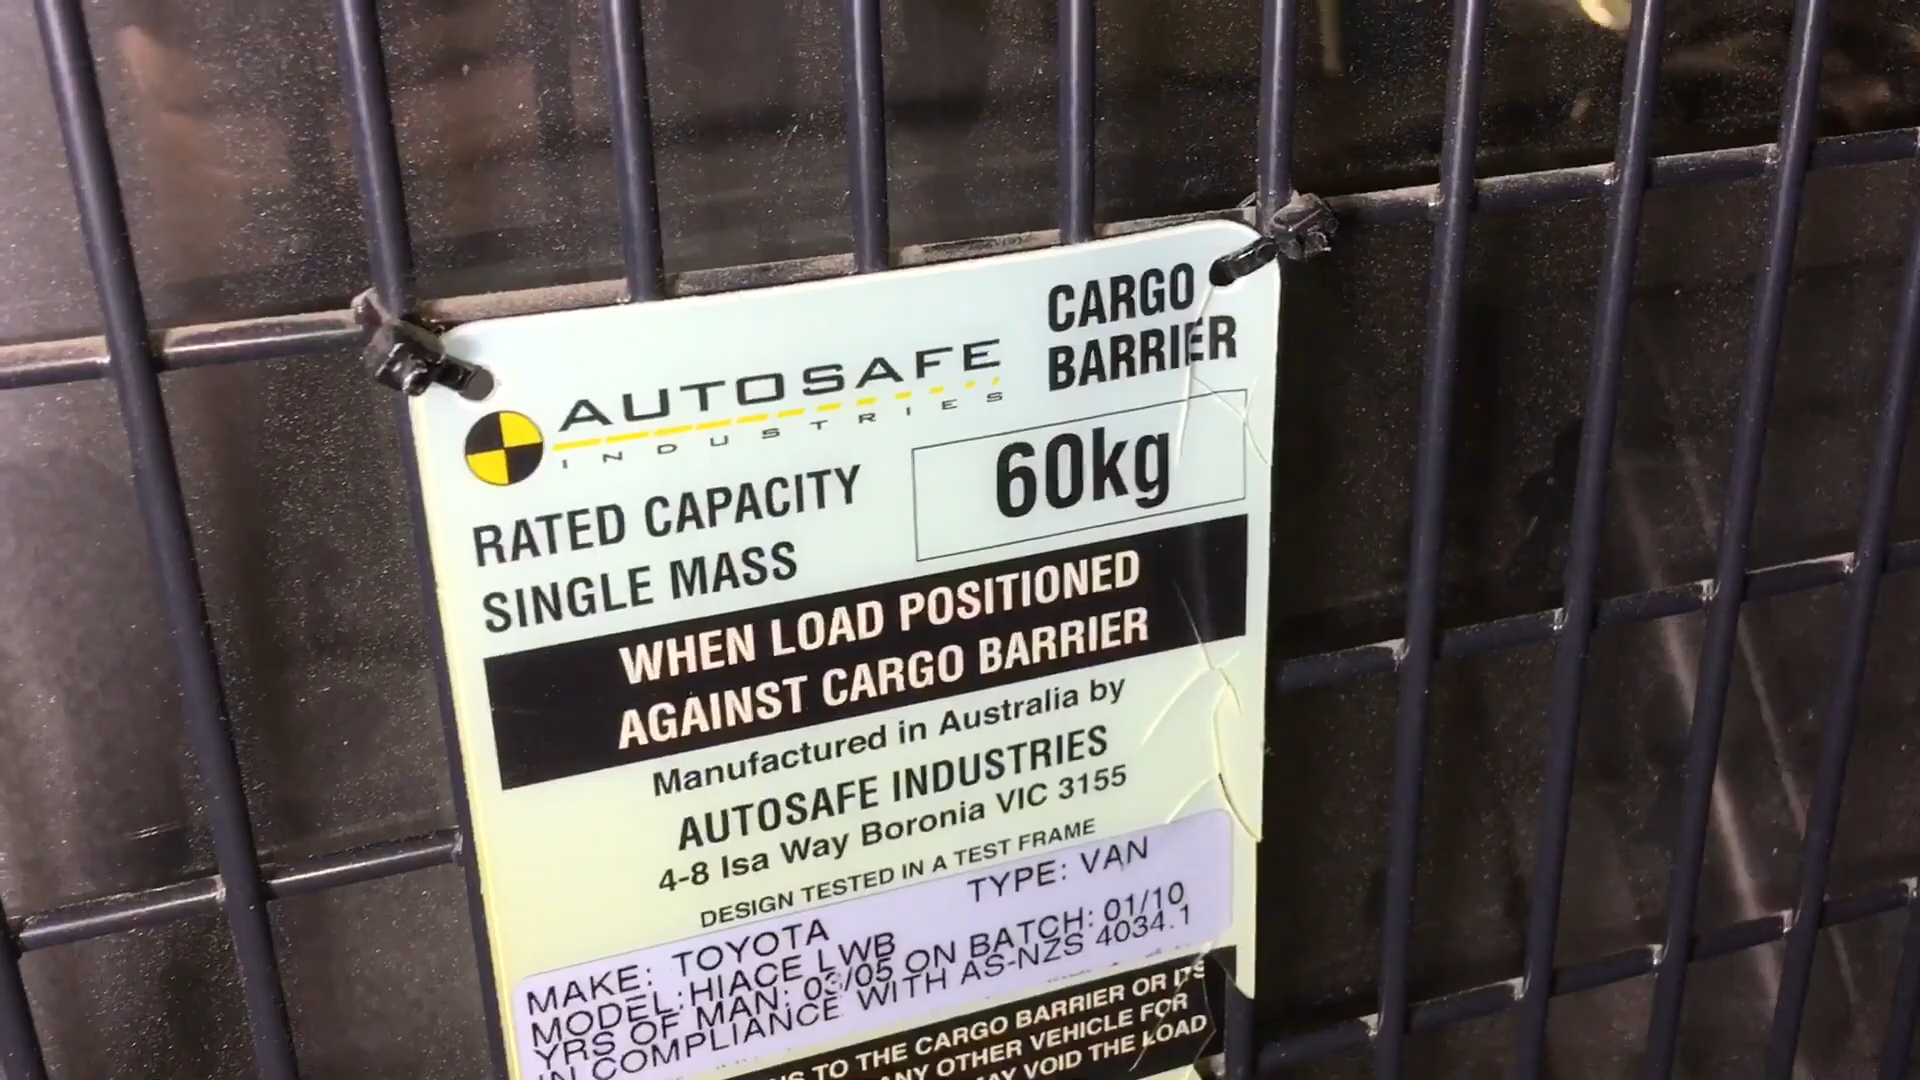 CARGO
BARRIER
AUTOSAFE
INDUSTRIES
RATED CAPACITY
SINGLE MASS
60kg
WHEN LOAD POSITIONED
AGAINST CARGO BARRIER
Manufactured in Australia by
AUTOSAFE INDUSTRIES
4-8 Isa Way Boronia VIC 3155
DESIGN TESTED IN A TEST FRAME
MAKE: TOYOTA TYPE: VAN
MODEL: HIACE LWB
YRS OF MAN: 03/05 ON BATCH: 01/10
IN COMPLIANCE WITH AS-NZS 4034.1
TO THE CARGO BARRIER OR ITS
ANY OTHER VEHICLE FOR
MAY VOID THE LOAD